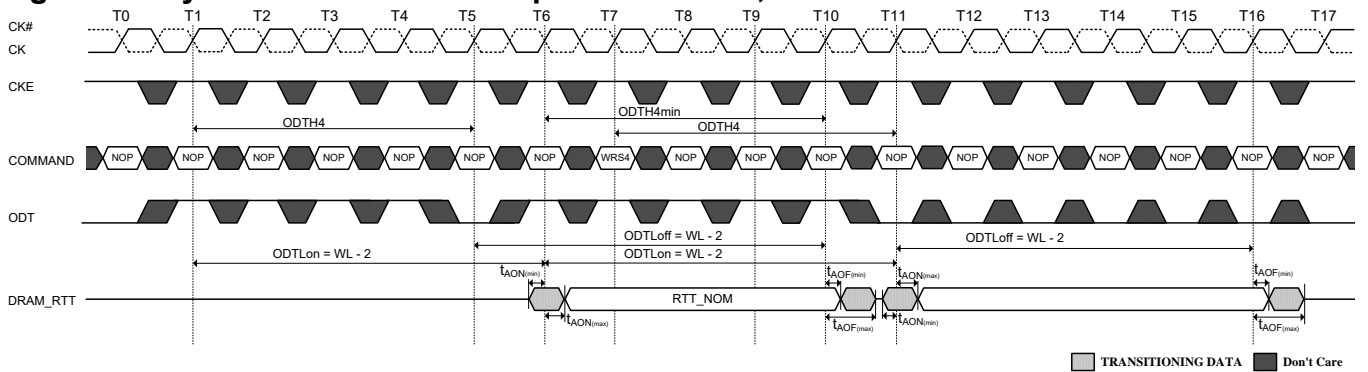 T0 T1 T2 T3 T4 T5 T6 T7 T8 T9 T10 T11 T12 T13 T14 T15 T16 T17
CK#
CK
CKE
ODTH4min
ODTH4 ODTH4
COMMAND NOP NOP NOP NOP NOP NOP NOP WRS4 NOP NOP NOP NOP NOP NOP NOP NOP NOP NOP
ODT
ODTLoff = WL - 2 ODTLoff = WL - 2
ODTLon = WL - 2 ODTLon = WL - 2
tAON(min) tAOF(min) tAON(max) tAOF(min)
DRAM_RTT RTT_NOM
tAON(max) tAOF(max) tAON(min) tAOF(max)
TRANSITIONING DATA Don't Care